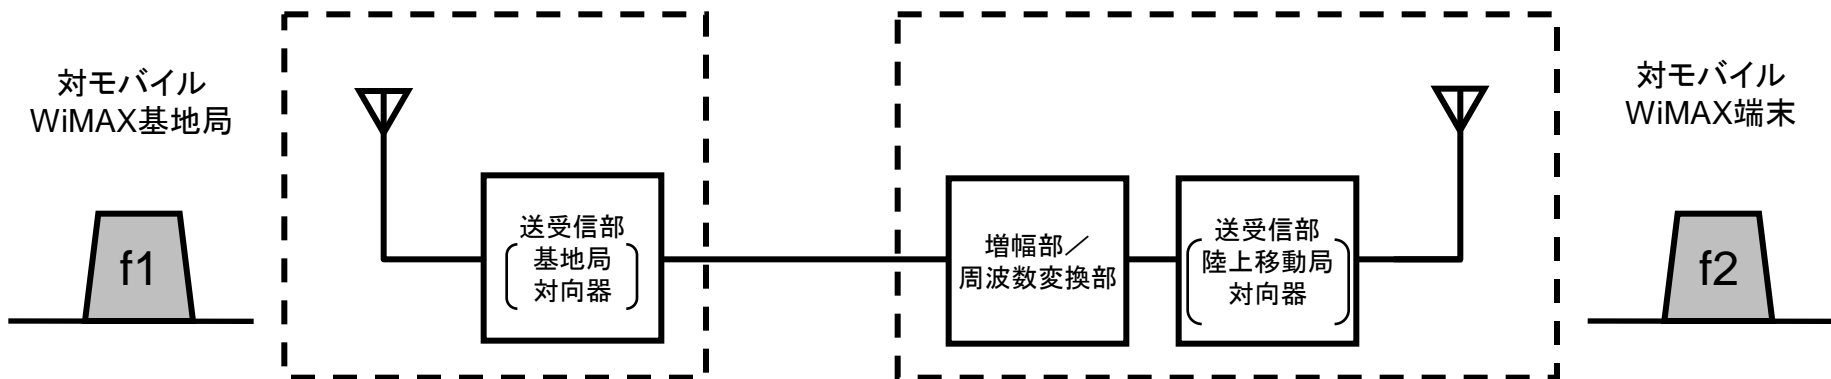 対モバイル
WiMAX基地局
f1
送受信部
基地局
対向器
増幅部／
周波数変換部
送受信部
陸上移動局
対向器
対モバイル
WiMAX端末
f2